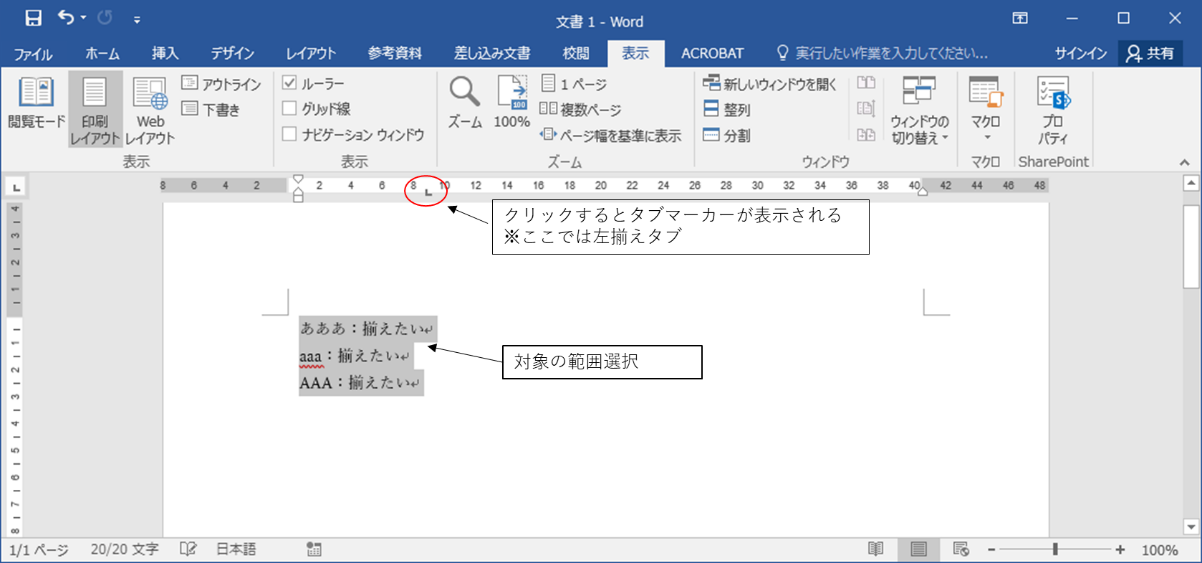 文書 1 - Word
ファイル ホーム 挿入 デザイン レイアウト 参考資料 差し込み文書 校閲 表示 ACROBAT 実行したい作業を入力してください... サインイン 共有
閲覧モード
印刷
レイアウト
Web
レイアウト
アウトライン
下書き
表示
ルーラー
グリッド線
ナビゲーション ウィンドウ
表示
ズーム
100
100%
1 ページ
複数ページ
ページ幅を基準に表示
ズーム
新しいウィンドウを開く
整列
分割
ウィンドウの
切り替え
ウィンドウ
マクロ
マクロ
プロ
パティ
SharePoint
8 6 4 2 2 4 6 8 10 12 14 16 18 20 22 24 26 28 30 32 34 36 38 40 42 44 46 48
クリックするとタブマーカーが表示される
※ここでは左揃えタブ
4
3
2
1
1
2
3
4
5
6
7
8
あああ：揃えたい↵
aaa：揃えたい↵
AAA：揃えたい↵
対象の範囲選択
1/1 ページ 20/20 文字 日本語 100%